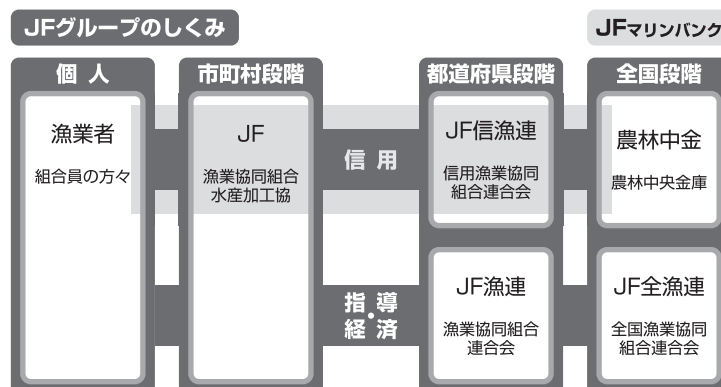 JFグループのしくみ
JFマリンバンク
個人
市町村段階
都道府県段階
全国段階
漁業者
組合員の方々
JF
漁業協同組合
水産加工協
信用
JF信漁連
信用漁業協同
組合連合会
農林中金
農林中央金庫
指導・
経済
JF漁連
漁業協同組合
連合会
JF全漁連
全国漁業協同
組合連合会